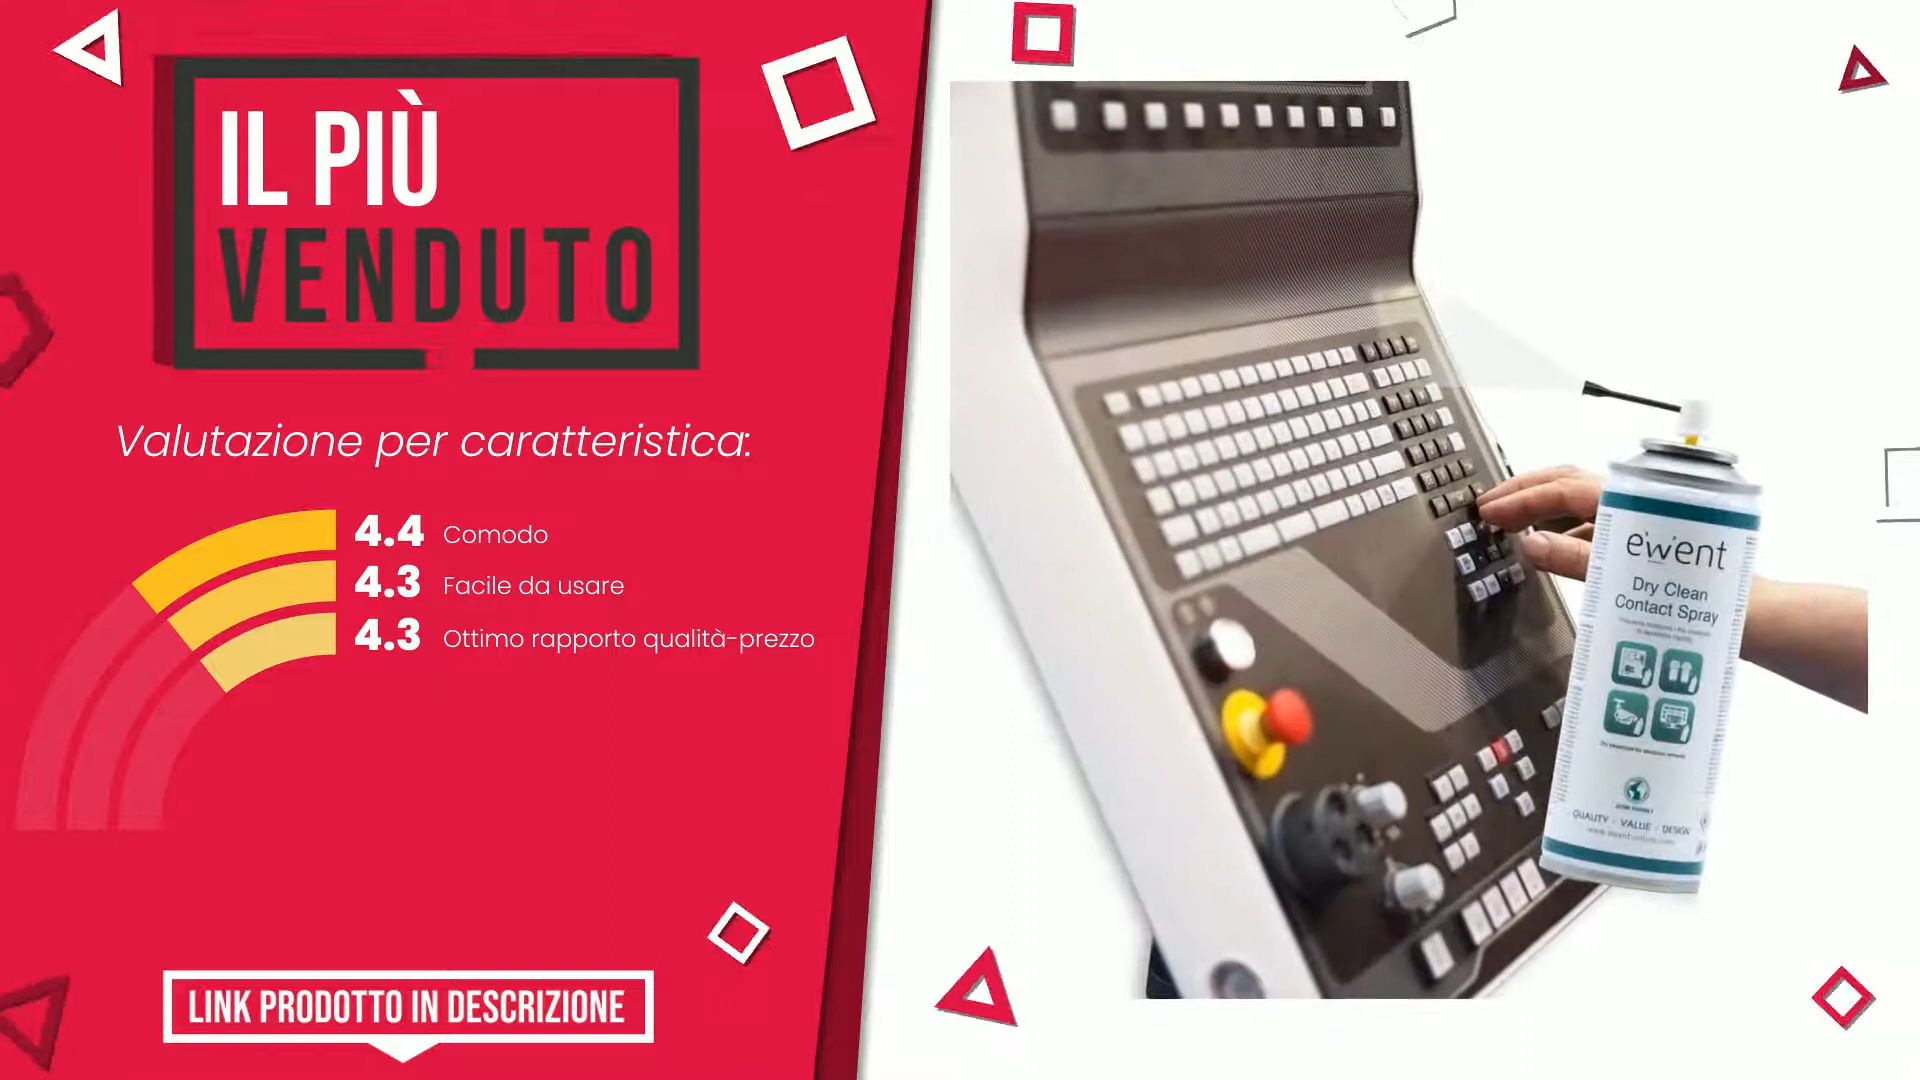 IL PIÙ
VENDUTO
Valutazione per caratteristica:
4.4 Comodo
4.3 Facile da usare
4.3 Ottimo rapporto qualità-prezzo
LINK PRODOTTO IN DESCRIZIONE
ewent
Dry Clean
Contact Spray
QUALITY - VALUE - DESIGN